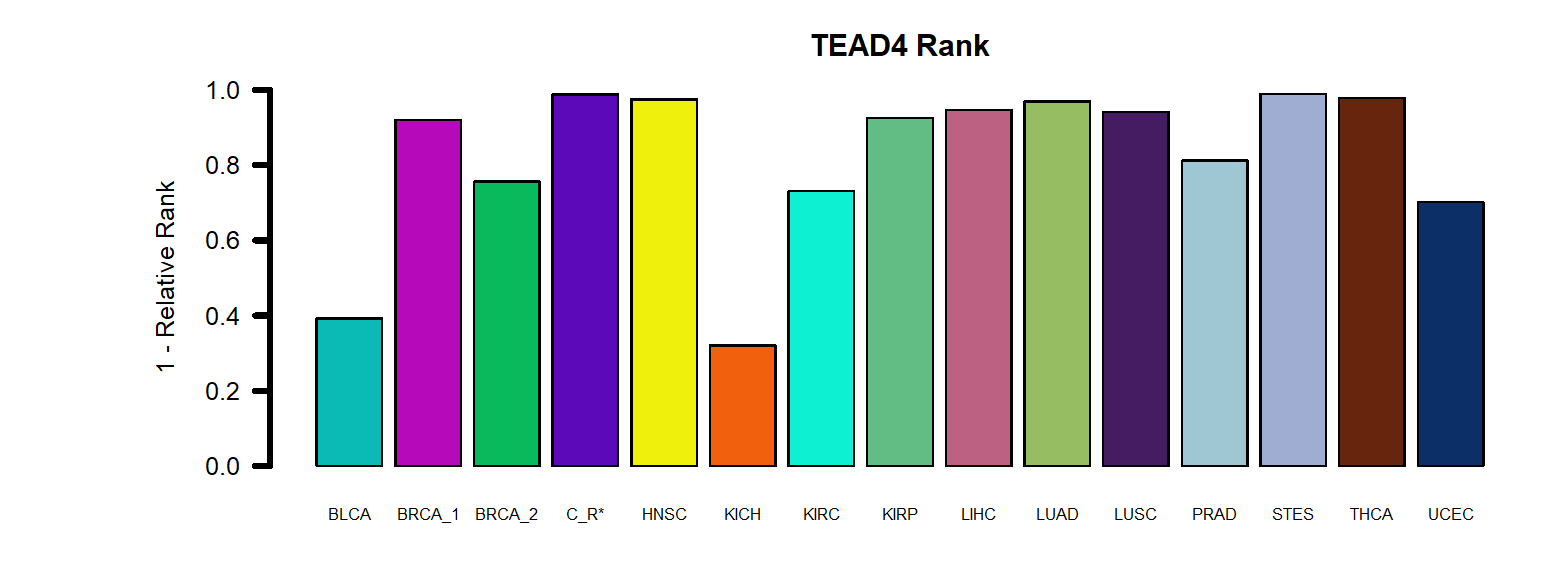 TEAD4 Rank
1 - Relative Rank
1.0
0.8
0.6
0.4
0.2
0.0
BLCA BRCA_1 BRCA_2 C_R* HNSC KICH KIRC KIRP LIHC LUAD LUSC PRAD STES THCA UCEC